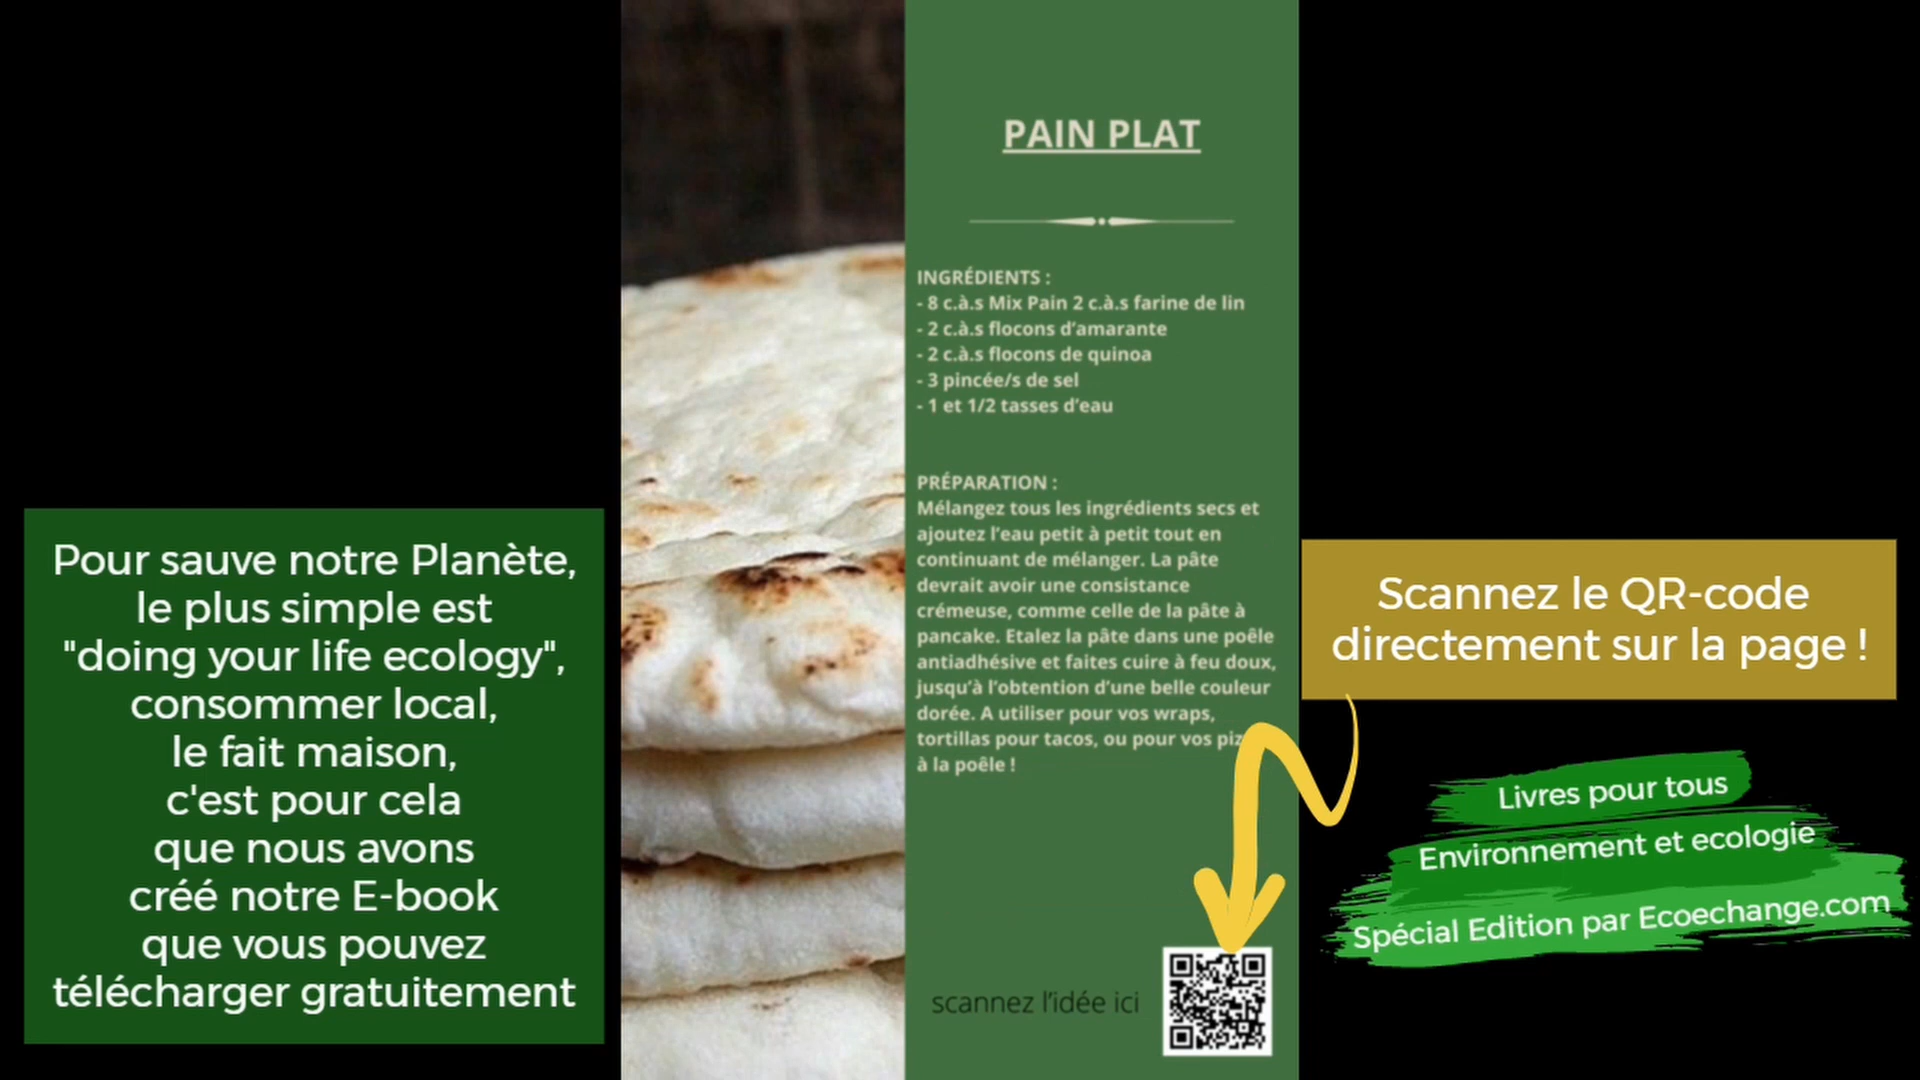 Pour sauve notre Planète,
le plus simple est
"doing your life ecology",
consommer local,
le fait maison,
c'est pour cela
que nous avons
créé notre E-book
que vous pouvez
télécharger gratuitement
PAIN PLAT
INGRÉDIENTS :
- 8 c.à.s Mix Pain 2 c.à.s farine de lin
- 2 c.à.s flocons d'amarante
- 2 c.à.s flocons de quinoa
- 3 pincée/s de sel
- 1 et 1/2 tasses d'eau
PRÉPARATION :
Mélangez tous les ingrédients secs et
ajoutez l'eau petit à petit tout en
continuant de mélanger. La pâte
devrait avoir une consistance
crémeuse, comme celle de la pâte à
pancake. Etalez la pâte dans une poêle
antiadhésive et faites cuire à feu doux,
jusqu'à l'obtention d'une belle couleur
dorée. A utiliser pour vos wraps,
tortillas pour tacos, ou pour vos
à la poêle !
scannez l'idée ici
Scannez le QR-code
directement sur la page !
Livres pour tous
Environnement et ecologie
Spécial Edition par Ecoechange.com